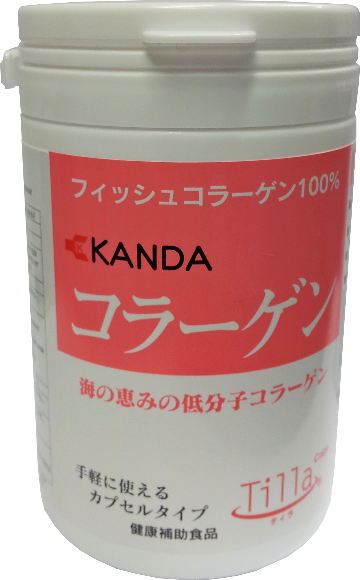 フィッシュコラーゲン100%
KANDA
コラーゲン
海の恵みの低分子コラーゲン
手軽に使える
カプセルタイプ
Tilla
ティラ
健康補助食品